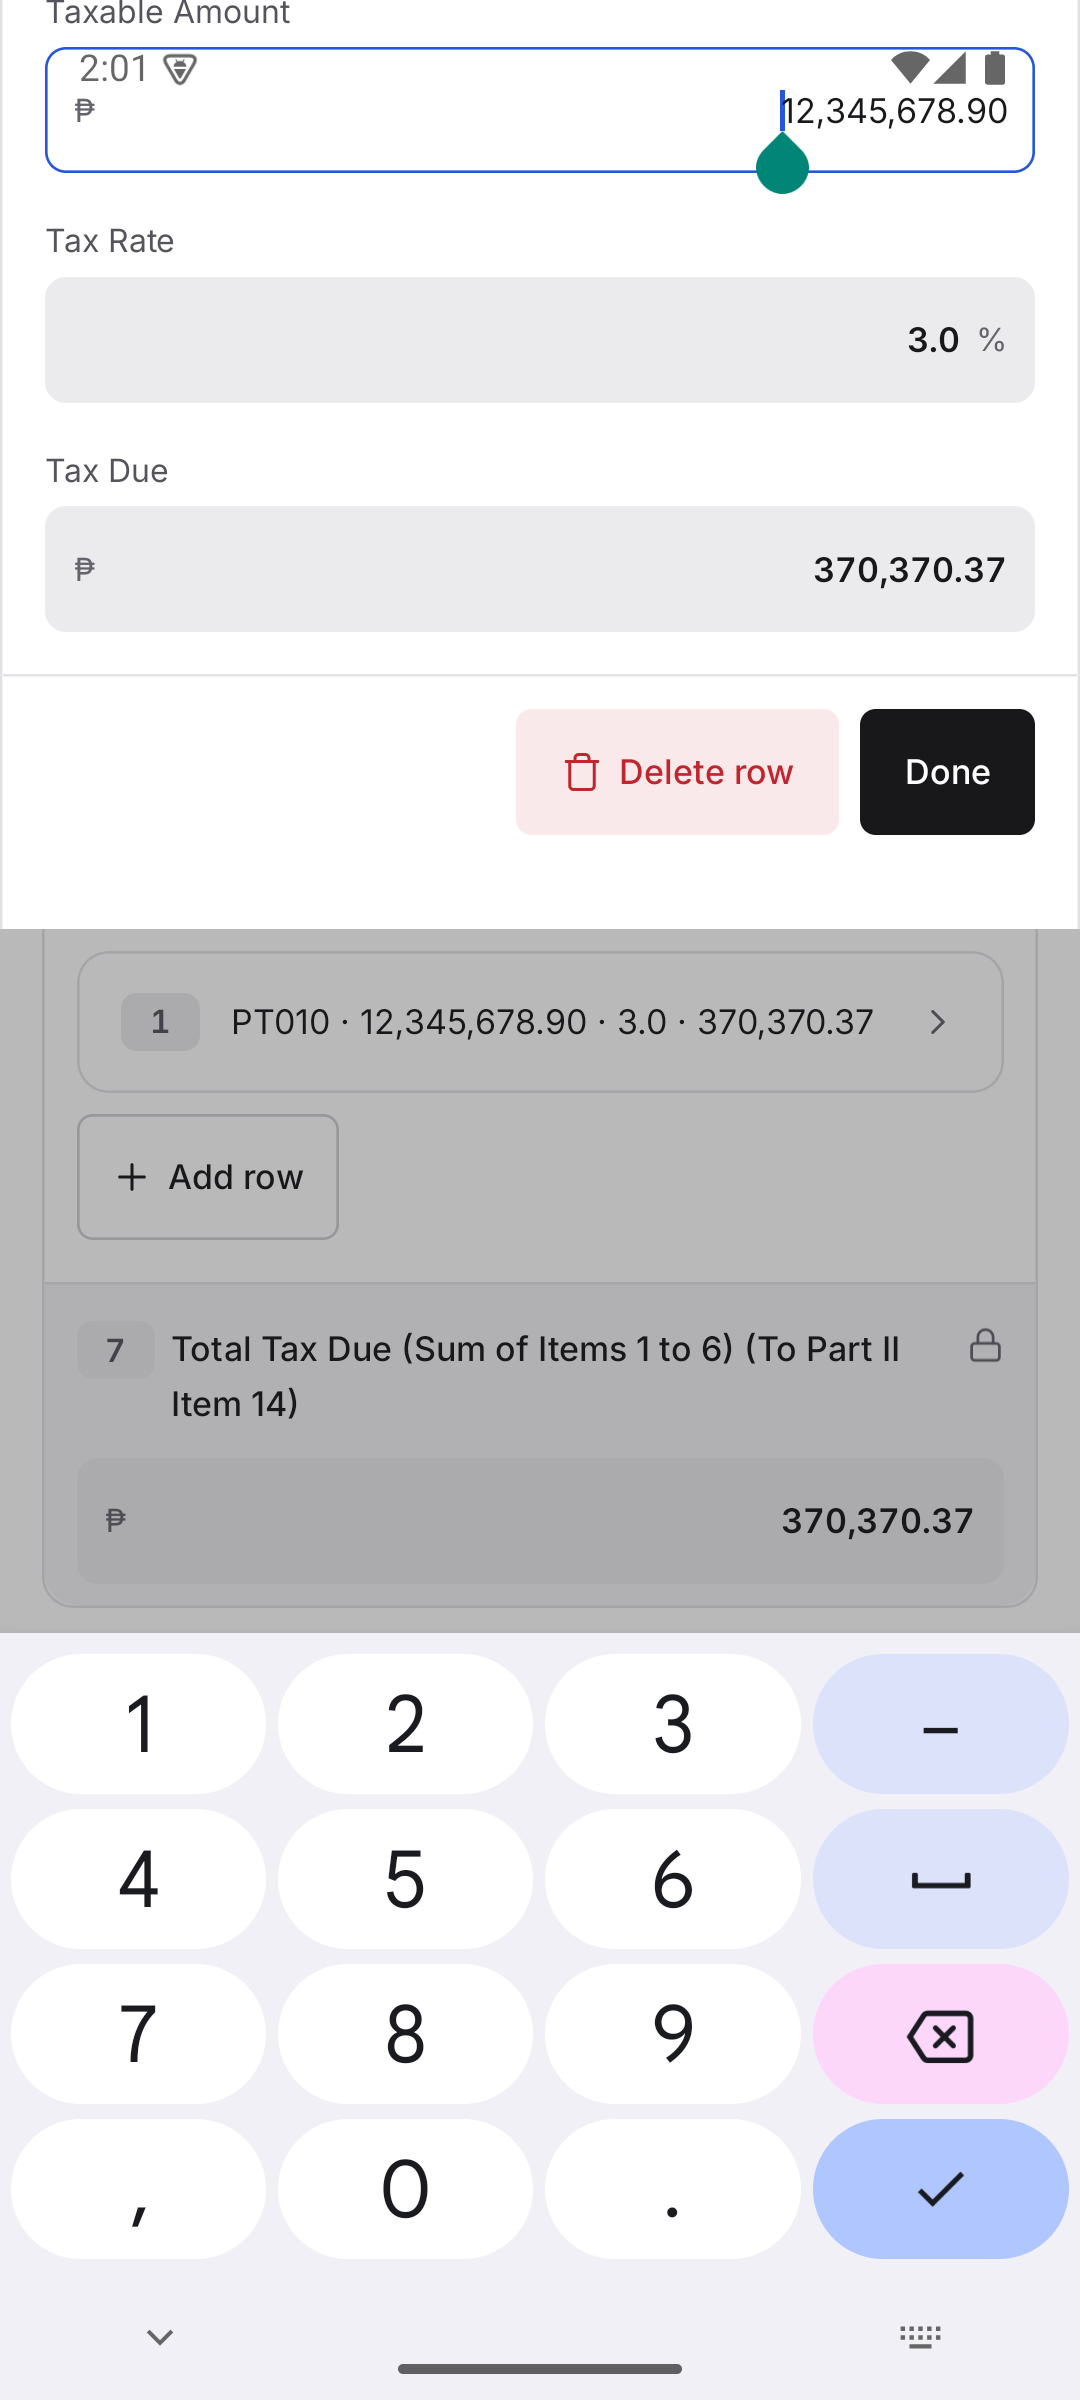 Taxable Amount
2:01
₱ 12,345,678.90
Tax Rate
3.0 %
Tax Due
₱ 370,370.37
Delete row
Done
1 PT010 · 12,345,678.90 · 3.0 · 370,370.37
+ Add row
7 Total Tax Due (Sum of Items 1 to 6) (To Part II
Item 14)
₱ 370,370.37
1 2 3 –
4 5 6
7 8 9
, 0 .